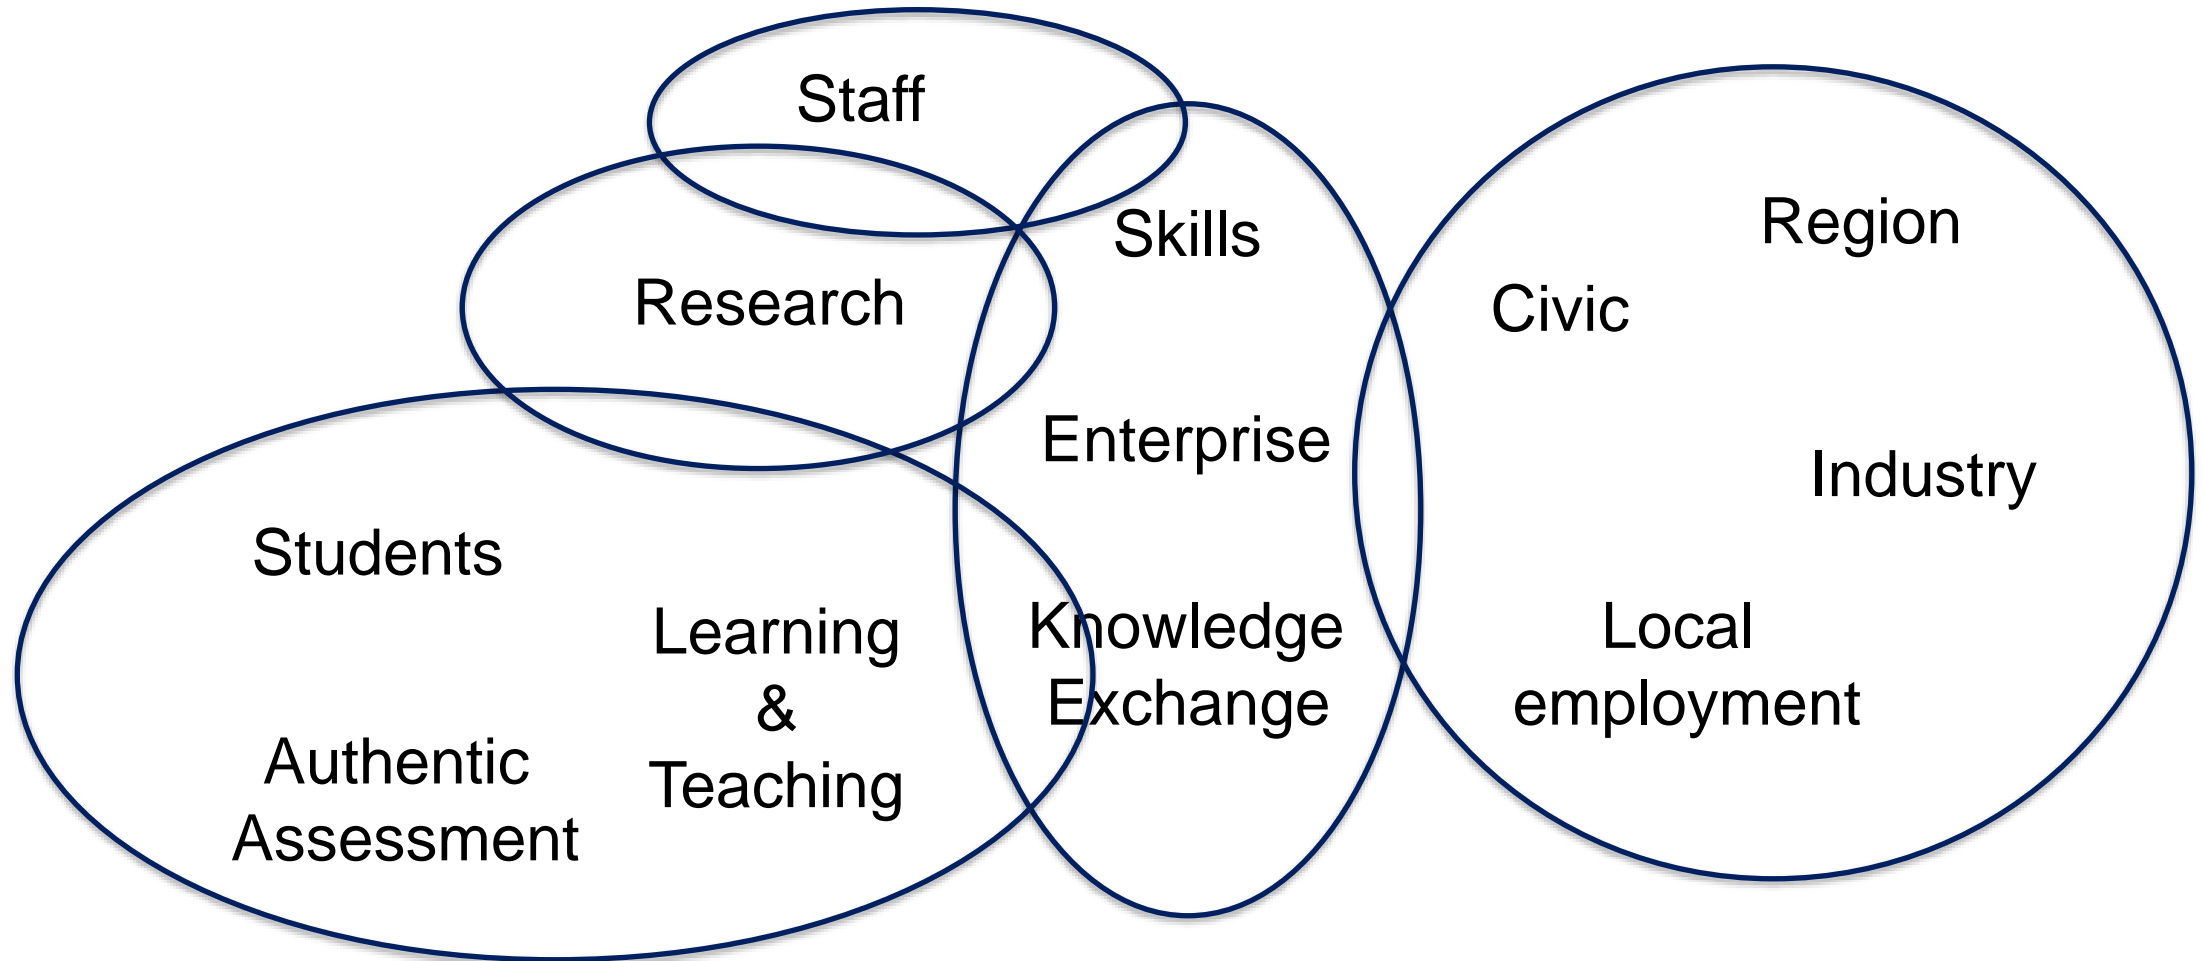 Staff
Research
Skills
Enterprise
Knowledge
Exchange
Students
Learning
&
Teaching
Authentic
Assessment
Region
Civic
Industry
Local
employment